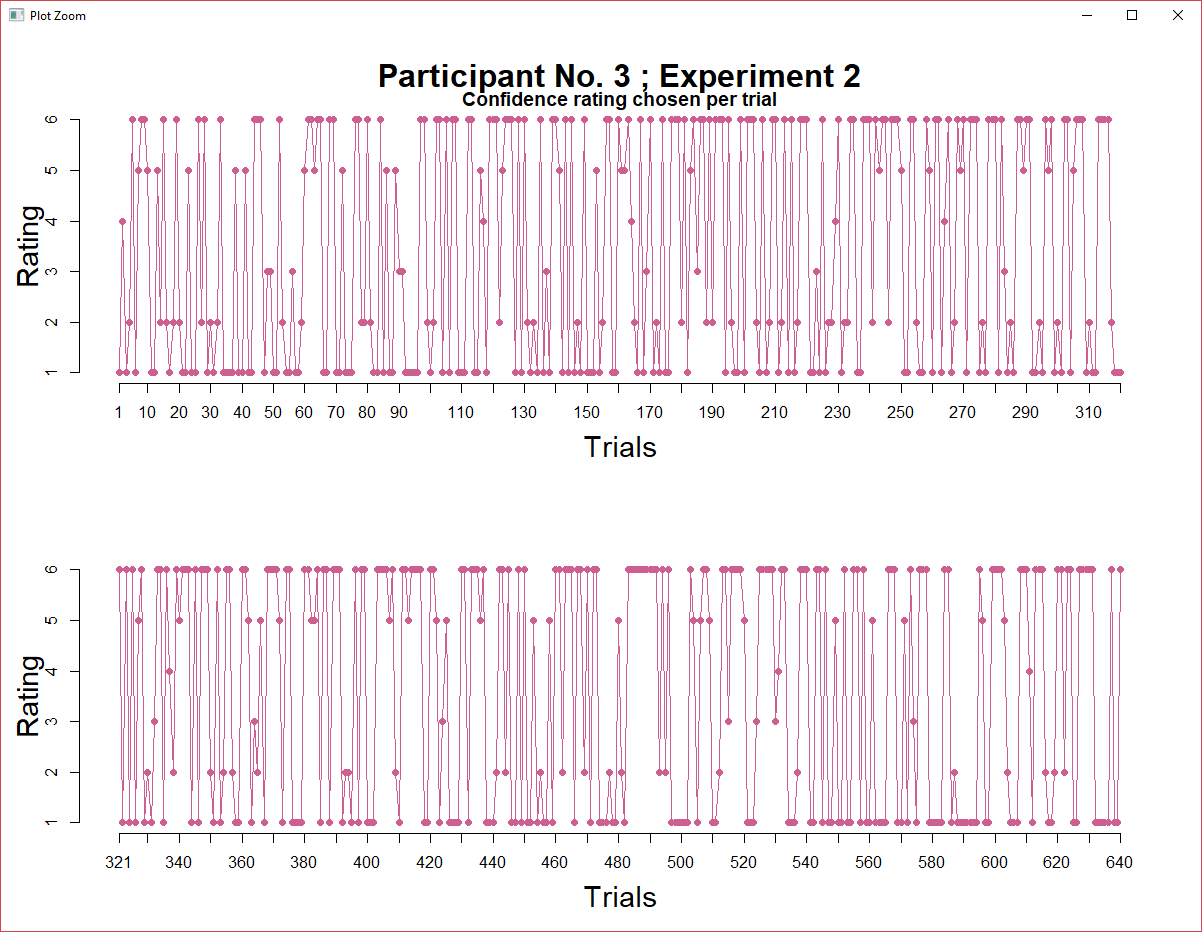 Plot Zoom
Participant No. 3 ; Experiment 2
Confidence rating chosen per trial
Rating
6
5
4
3
2
1
1 10 20 30 40 50 60 70 80 90 110 130 150 170 190 210 230 250 270 290 310
Trials
Rating
6
5
4
3
2
1
321 340 360 380 400 420 440 460 480 500 520 540 560 580 600 620 640
Trials